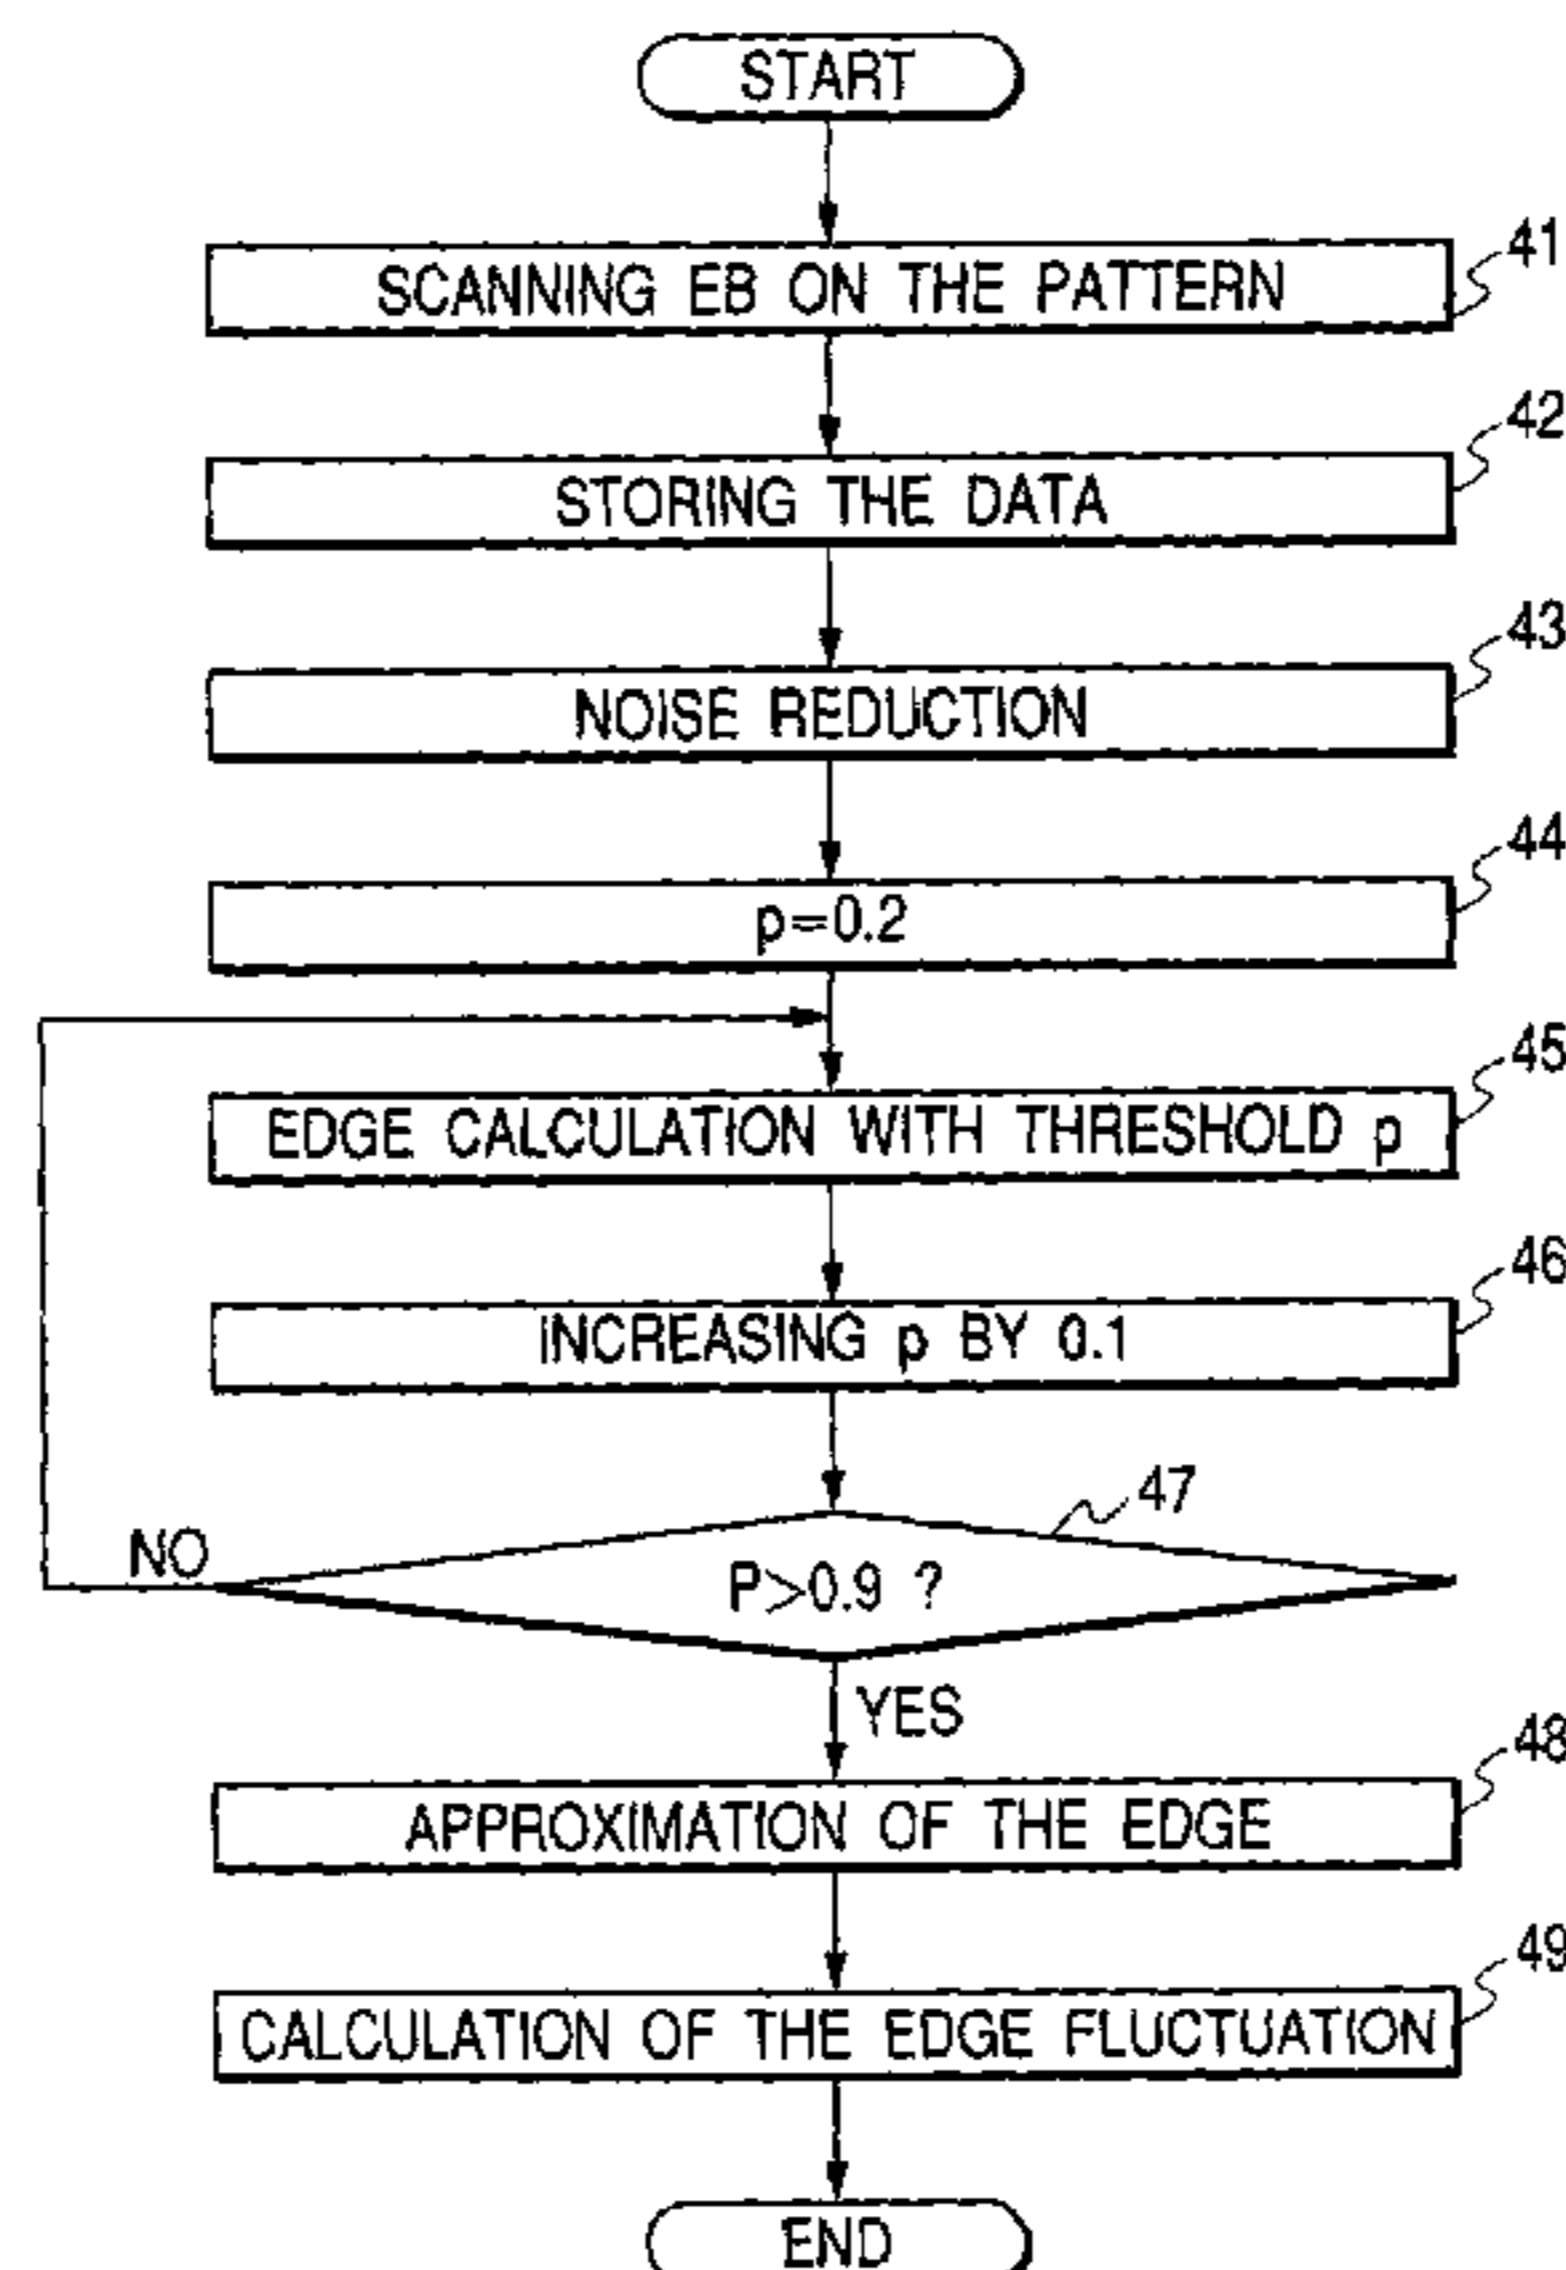 START
SCANNING EB ON THE PATTERN
41
STORING THE DATA
42
NOISE REDUCTION
43
p=0.2
44
EDGE CALCULATION WITH THRESHOLD p
45
INCREASING p BY 0.1
46
P>0.9 ?
47
NO
YES
APPROXIMATION OF THE EDGE
48
CALCULATION OF THE EDGE FLUCTUATION
49
END